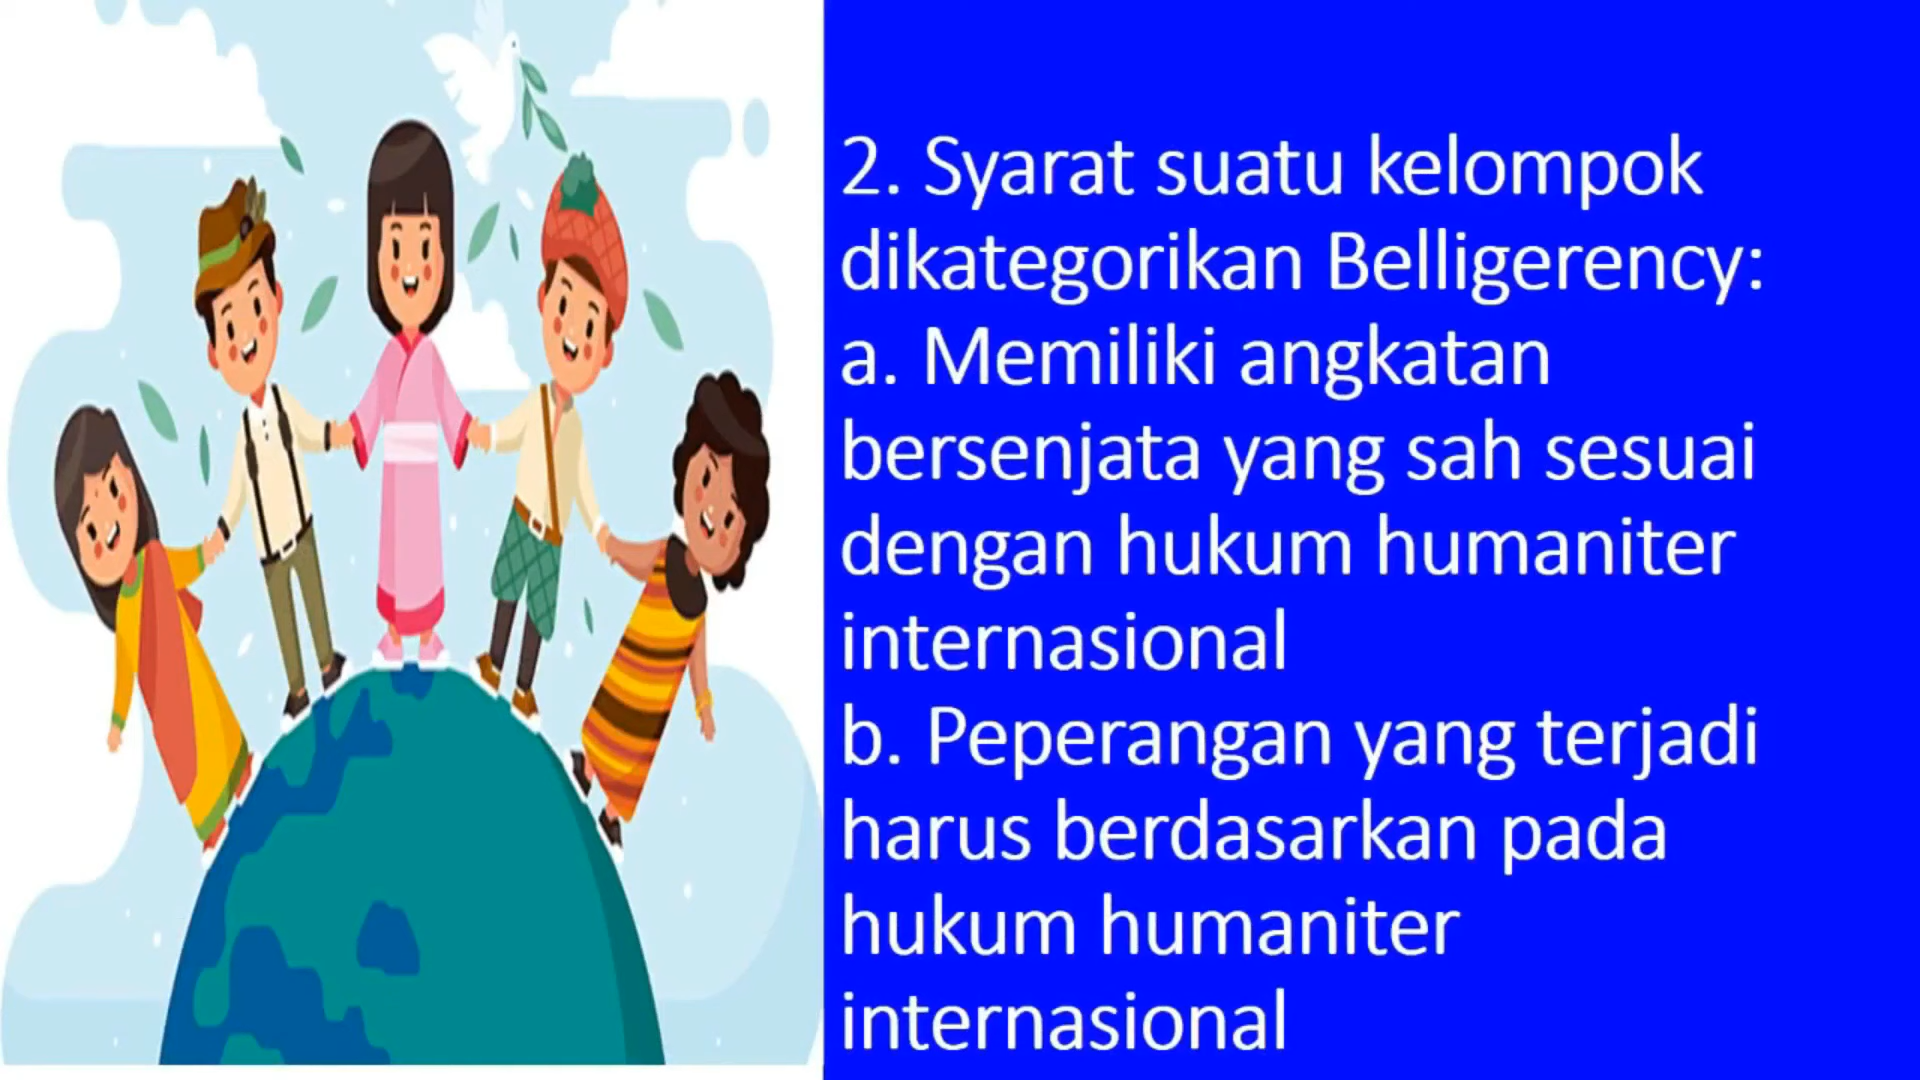 2. Syarat suatu kelompok
dikategorikan Belligerency:
a. Memiliki angkatan
bersenjata yang sah sesuai
dengan hukum humaniter
internasional
b. Peperangan yang terjadi
harus berdasarkan pada
hukum humaniter
internasional